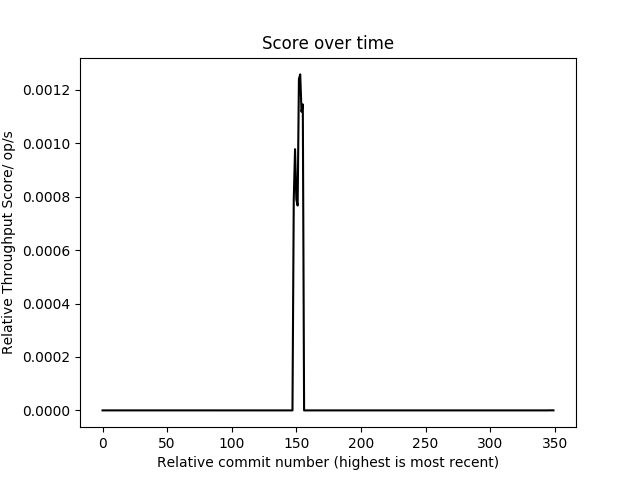 Score over time
Relative Throughput Score/ op/s
0.0012
0.0010
0.0008
0.0006
0.0004
0.0002
0.0000
0 50 100 150 200 250 300 350
Relative commit number (highest is most recent)